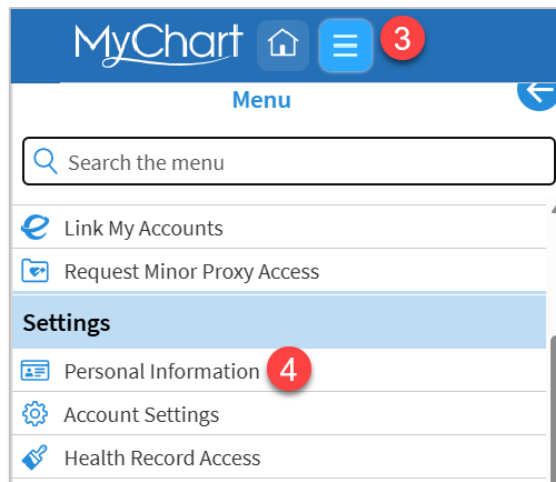 MyChart 3
Menu
Search the menu
Link My Accounts
Request Minor Proxy Access
Settings
Personal Information 4
Account Settings
Health Record Access